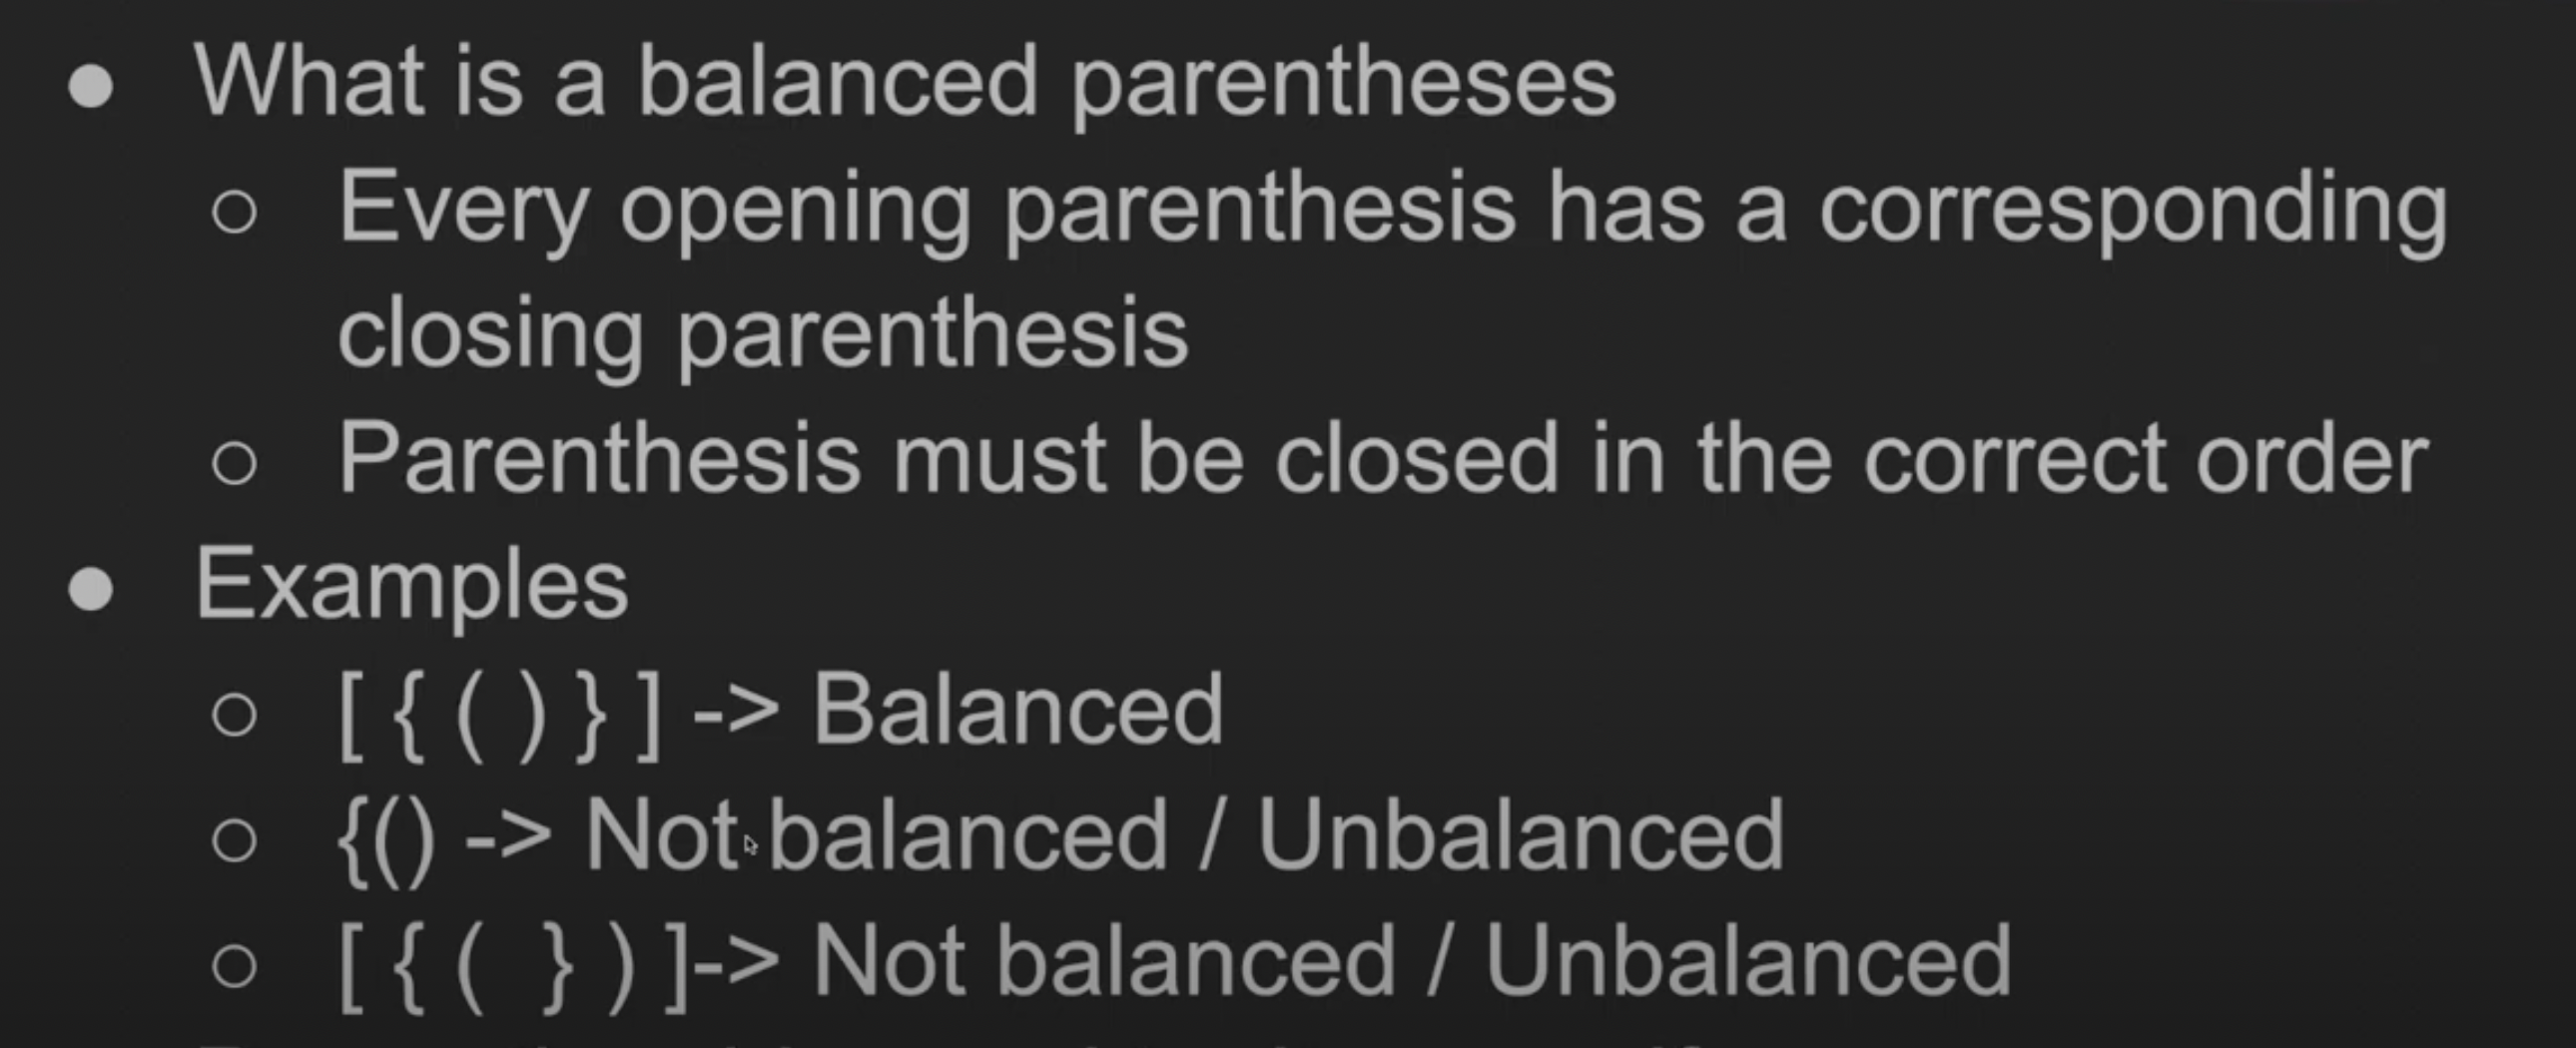 ● What is a balanced parentheses
○ Every opening parenthesis has a corresponding
closing parenthesis
○ Parenthesis must be closed in the correct order
● Examples
○ [ { ( ) } ] -> Balanced
○ {() -> Not balanced / Unbalanced
○ [ { (  } ) ]-> Not balanced / Unbalanced